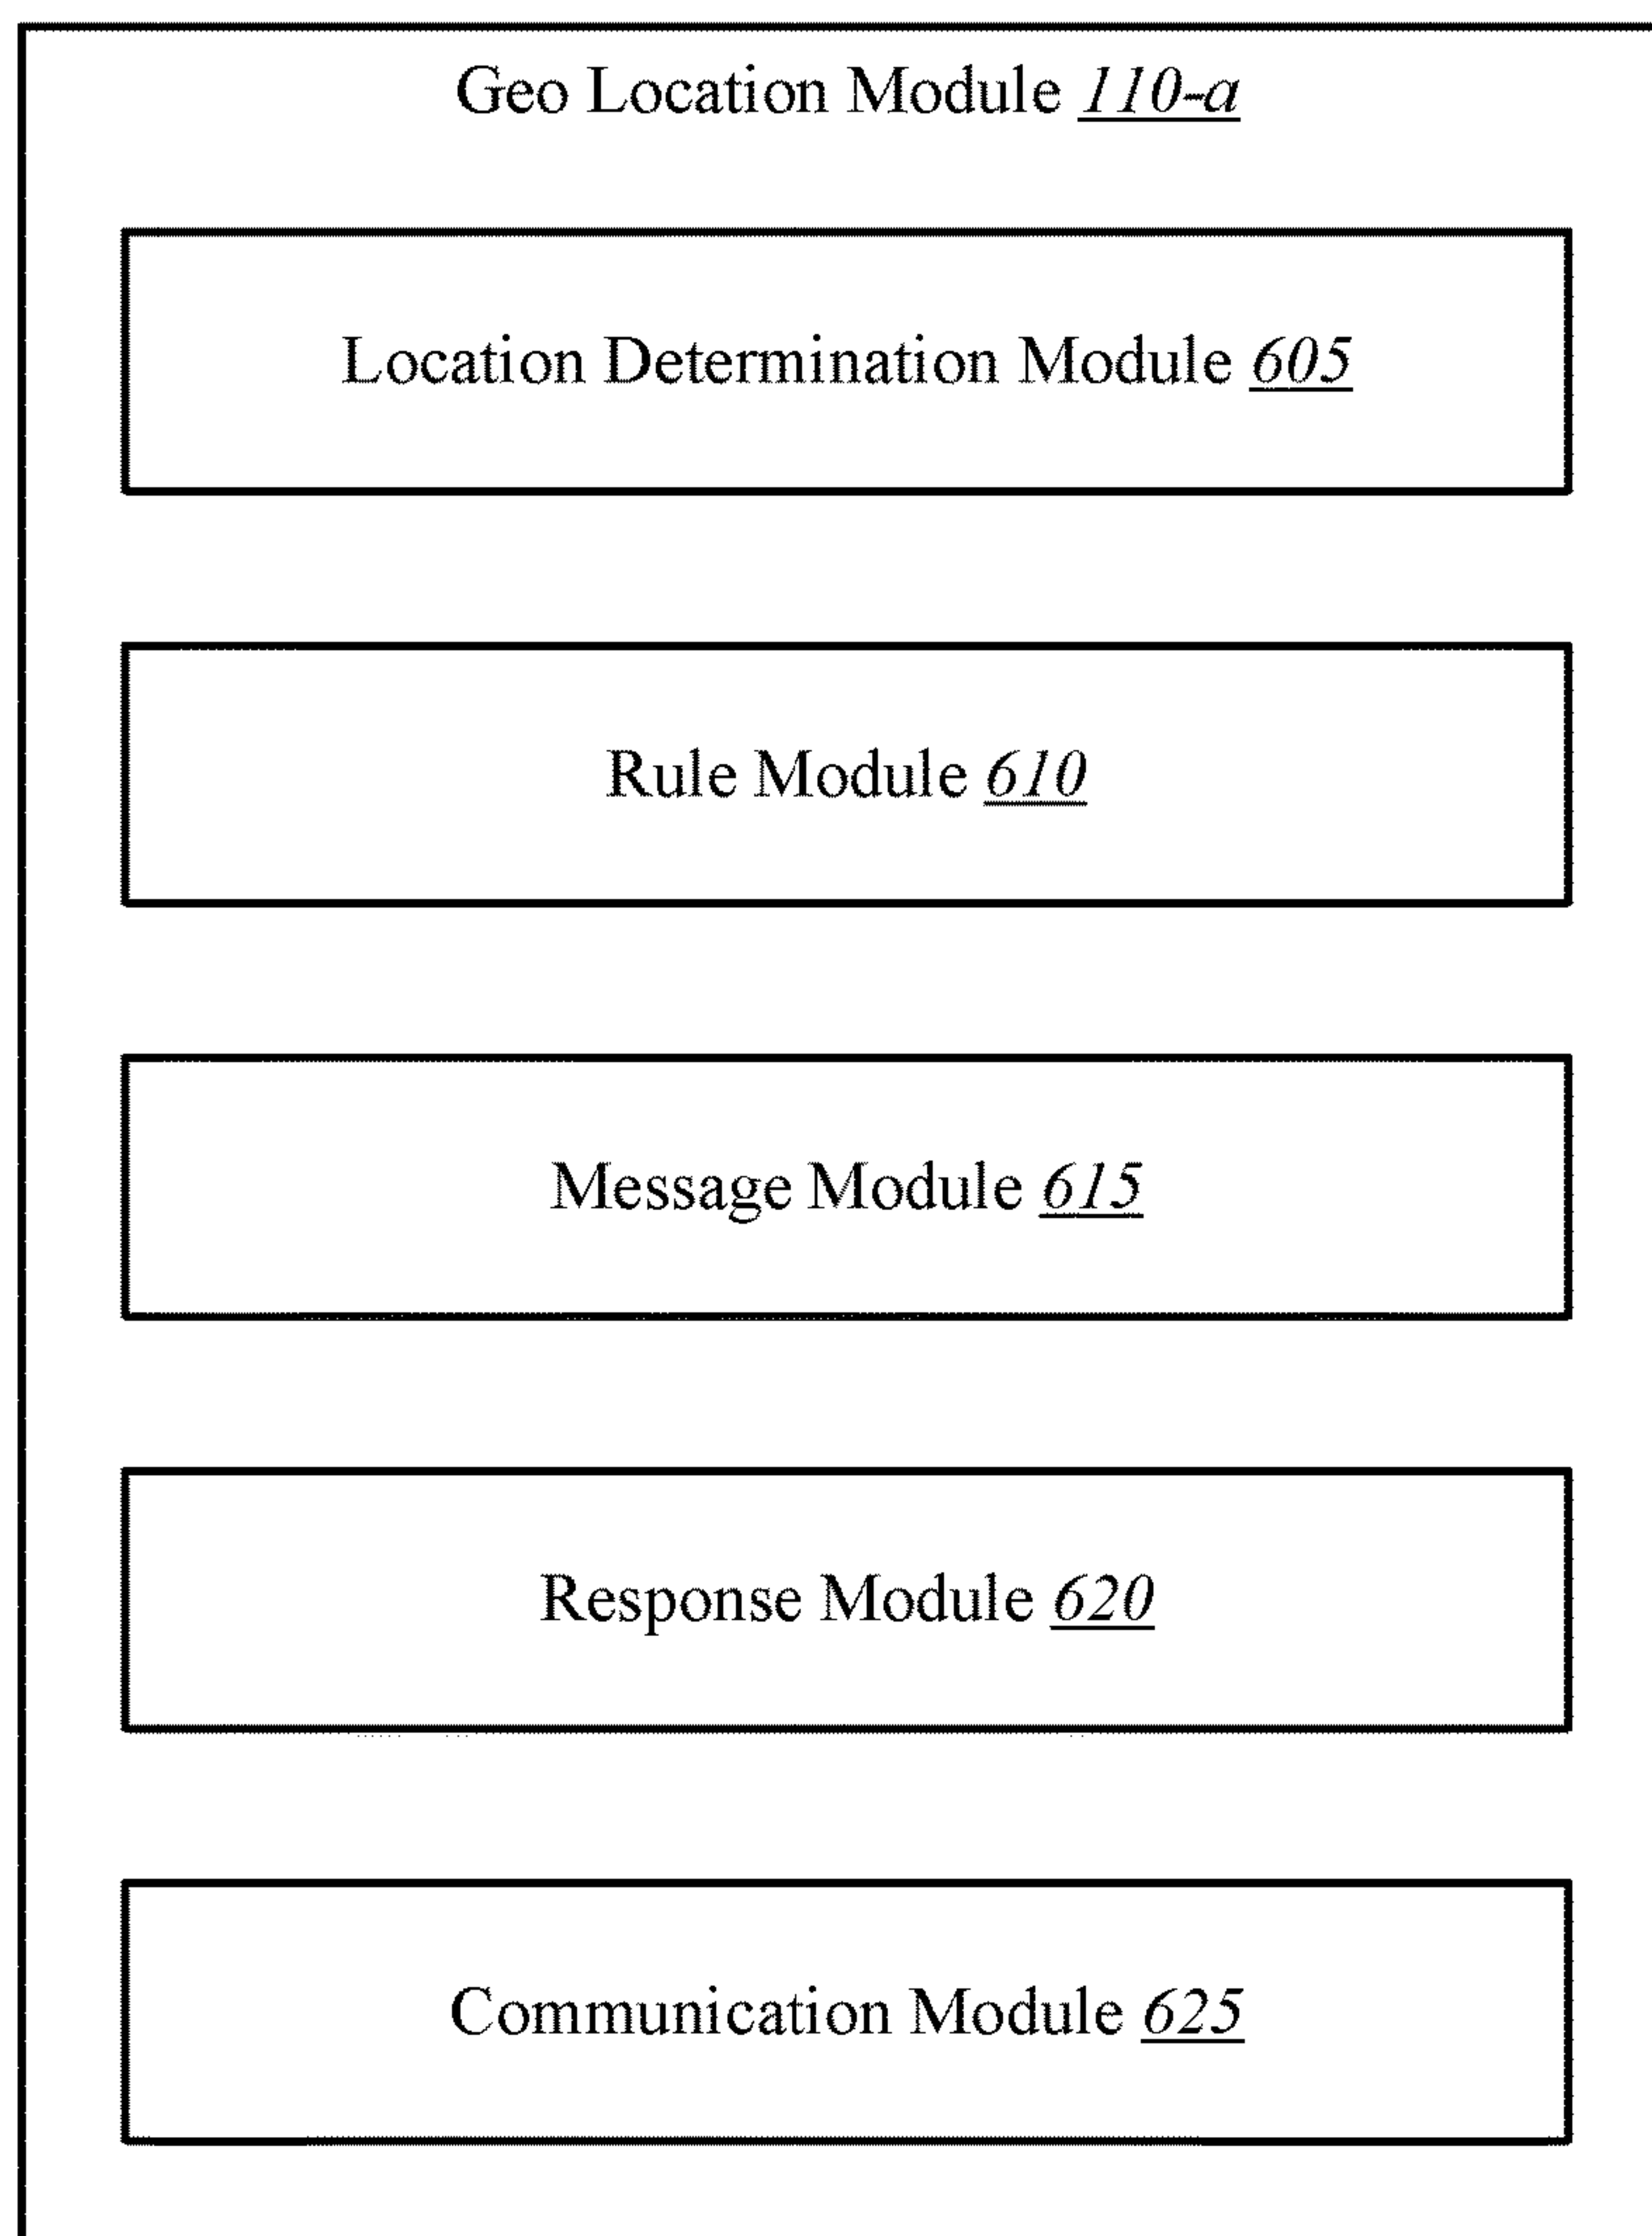 Geo Location Module 110-a
Location Determination Module 605
Rule Module 610
Message Module 615
Response Module 620
Communication Module 625